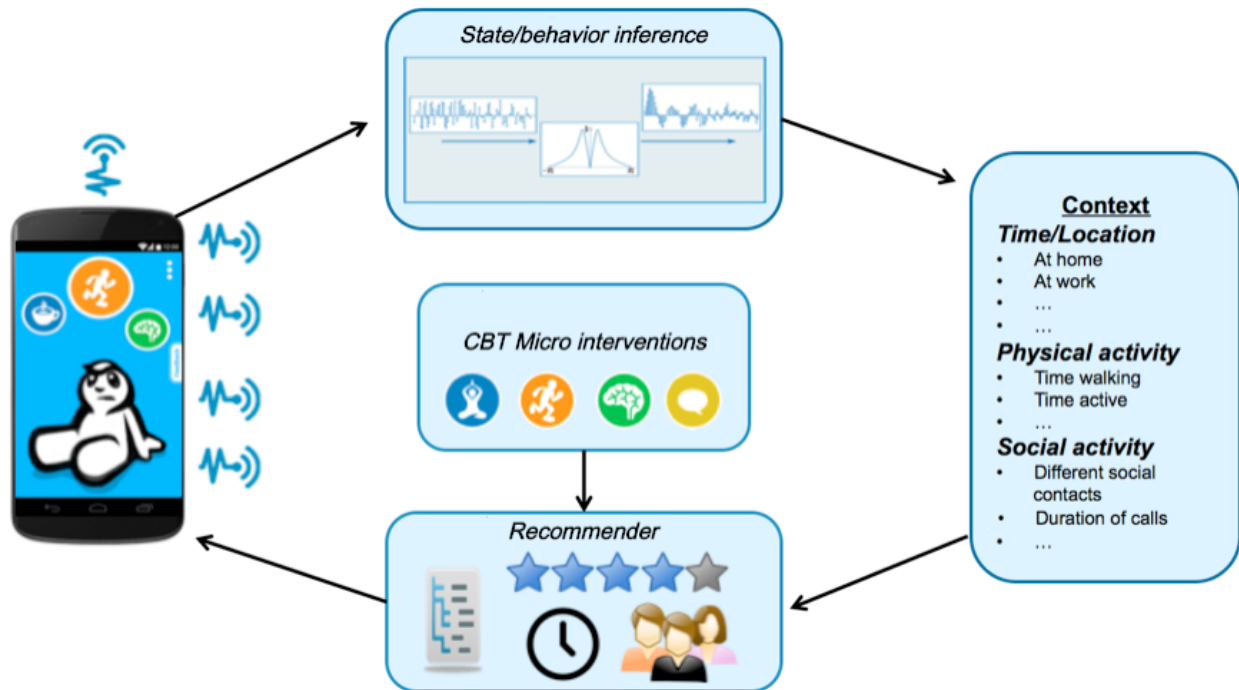 State/behavior inference
Context
Time/Location
• At home
• At work
• ...
• ...
Physical activity
• Time walking
• Time active
• ...
Social activity
• Different social
contacts
• Duration of calls
• ...
CBT Micro interventions
Recommender
Feedback